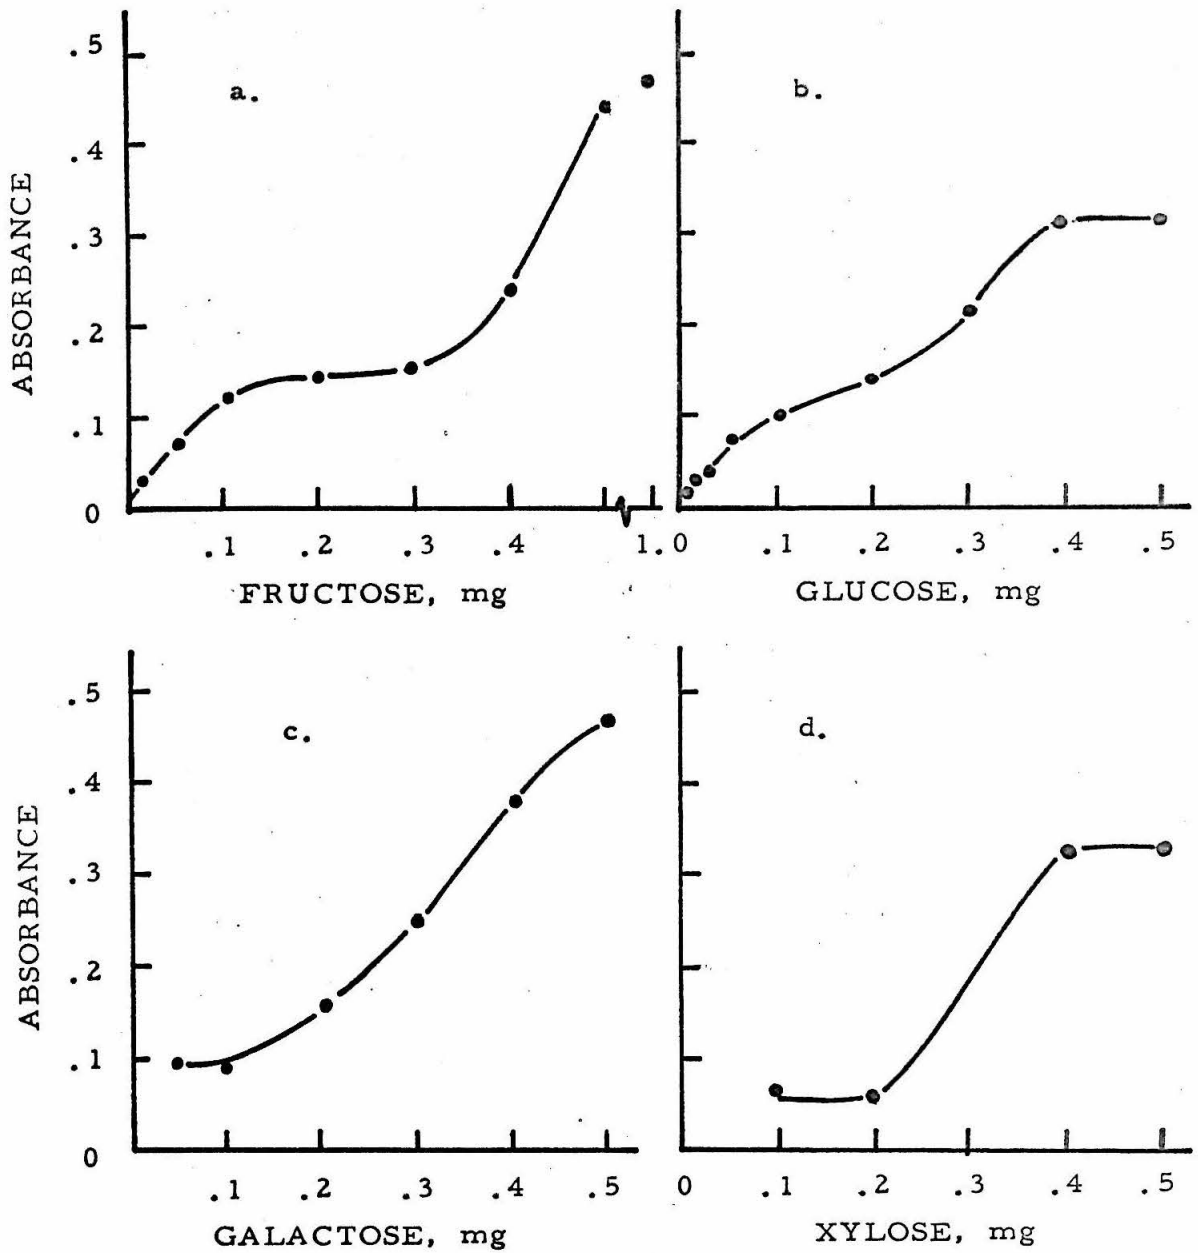 a.
ABSORBANCE
.5
.4
.3
.2
.1
0
.1 .2 .3 .4 1.0
FRUCTOSE, mg
b.
.1 .2 .3 .4 .5
GLUCOSE, mg
c.
ABSORBANCE
.5
.4
.3
.2
.1
0
.1 .2 .3 .4 .5
GALACTOSE, mg
d.
0 .1 .2 .3 .4 .5
XYLOSE, mg